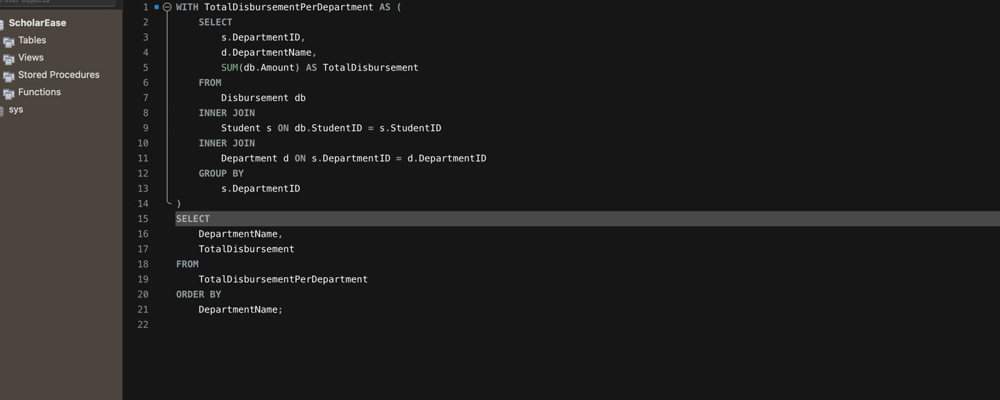 Filter objects
ScholarEase
Tables
Views
Stored Procedures
Functions
sys
1 WITH TotalDisbursementPerDepartment AS (
2 SELECT
3 s.DepartmentID,
4 d.DepartmentName,
5 SUM(db.Amount) AS TotalDisbursement
6 FROM
7 Disbursement db
8 INNER JOIN
9 Student s ON db.StudentID = s.StudentID
10 INNER JOIN
11 Department d ON s.DepartmentID = d.DepartmentID
12 GROUP BY
13 s.DepartmentID
14 )
15 SELECT
16 DepartmentName,
17 TotalDisbursement
18 FROM
19 TotalDisbursementPerDepartment
20 ORDER BY
21 DepartmentName;
22